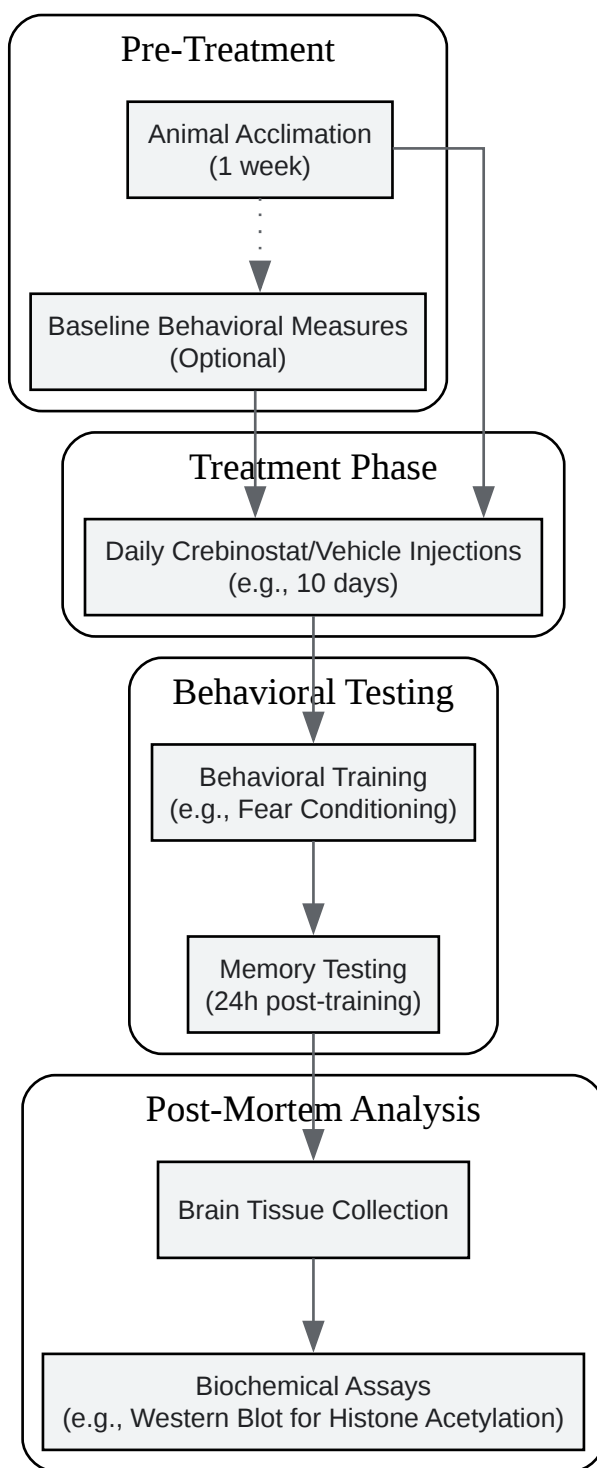 Pre-Treatment
Animal Acclimation
(1 week)
Baseline Behavioral Measures
(Optional)
Treatment Phase
Daily Crebinostat/Vehicle Injections
(e.g., 10 days)
Behavioral Testing
Behavioral Training
(e.g., Fear Conditioning)
Memory Testing
(24h post-training)
Post-Mortem Analysis
Brain Tissue Collection
Biochemical Assays
(e.g., Western Blot for Histone Acetylation)